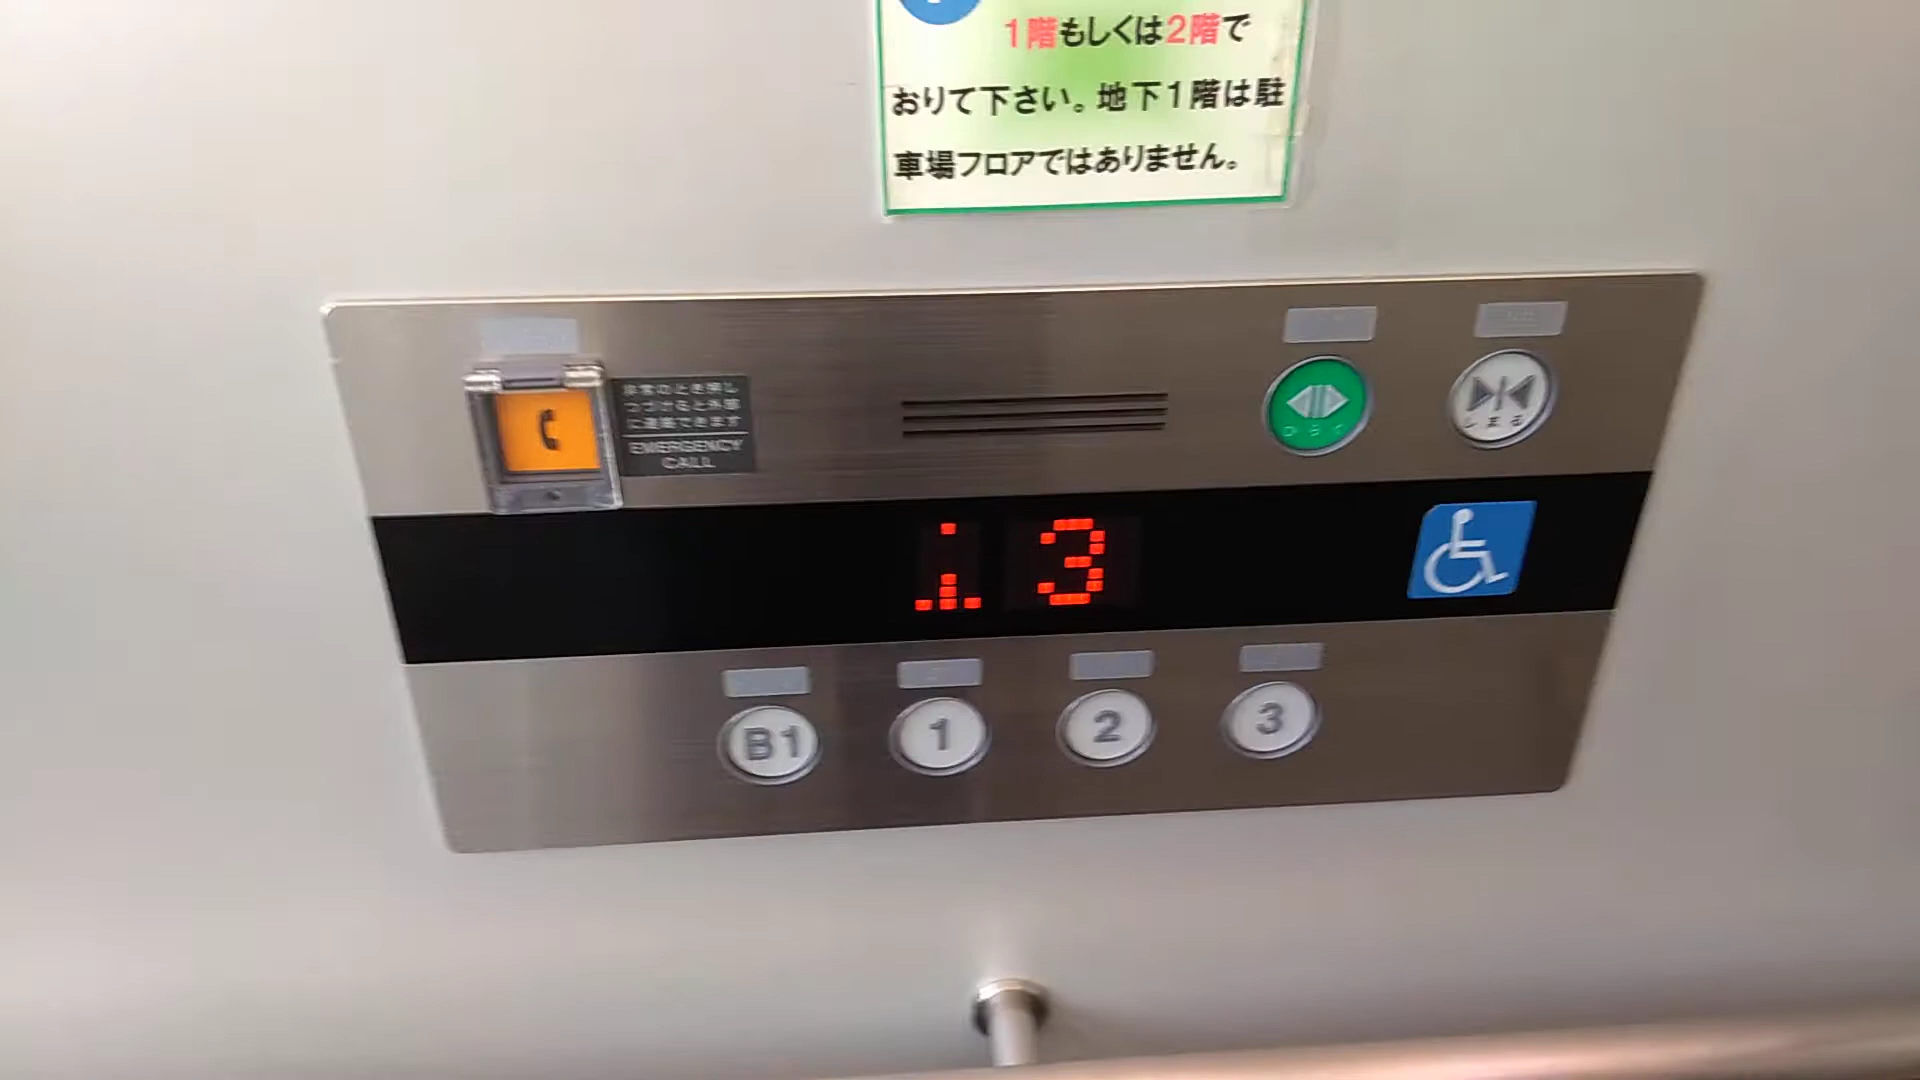 1階もしくは2階で
おりて下さい。地下1階は駐
車場フロアではありません。
非常のとき押し
つづけると外部
に連絡できます
EMERGENCY
CALL
ひらく
しまる
3
B1
1
2
3